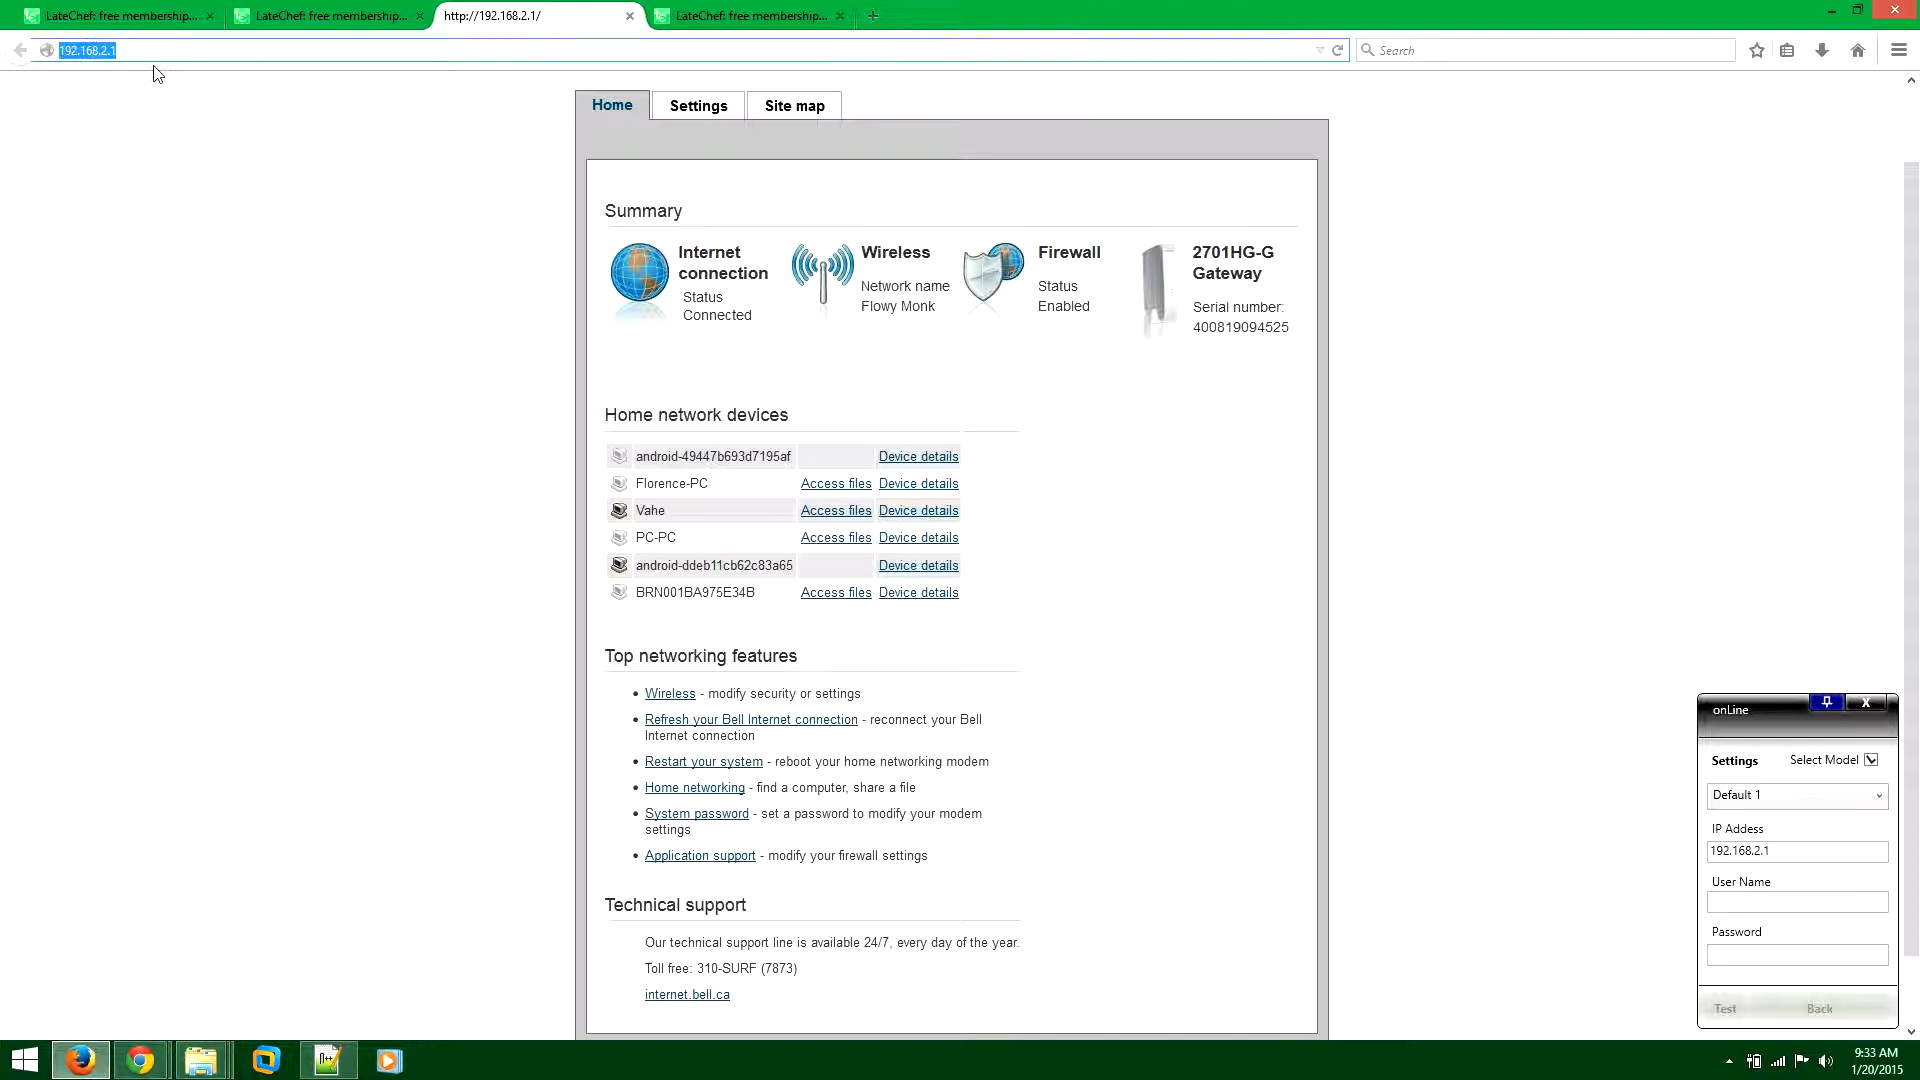 LateChef: free membership...
LateChef: free membership...
http://192.168.2.1/
LateChef: free membership...
192.168.2.1
Search
Home
Settings
Site map
Summary
Internet connection
Status
Connected
Wireless
Network name
Flowy Monk
Firewall
Status
Enabled
2701HG-G
Gateway
Serial number:
400819094525
Home network devices
android-49447b693d7195af Device details
Florence-PC Access files Device details
Vahe Access files Device details
PC-PC Access files Device details
android-ddeb11cb62c83a65 Device details
BRN001BA975E34B Access files Device details
Top networking features
• Wireless - modify security or settings
• Refresh your Bell Internet connection - reconnect your Bell
Internet connection
• Restart your system - reboot your home networking modem
• Home networking - find a computer, share a file
• System password - set a password to modify your modem
settings
• Application support - modify your firewall settings
Technical support
Our technical support line is available 24/7, every day of the year.
Toll free: 310-SURF (7873)
internet.bell.ca
onLine
X
Settings Select Model
Default 1
IP Addess
192.168.2.1
User Name
Password
Test Back
9:33 AM
1/20/2015